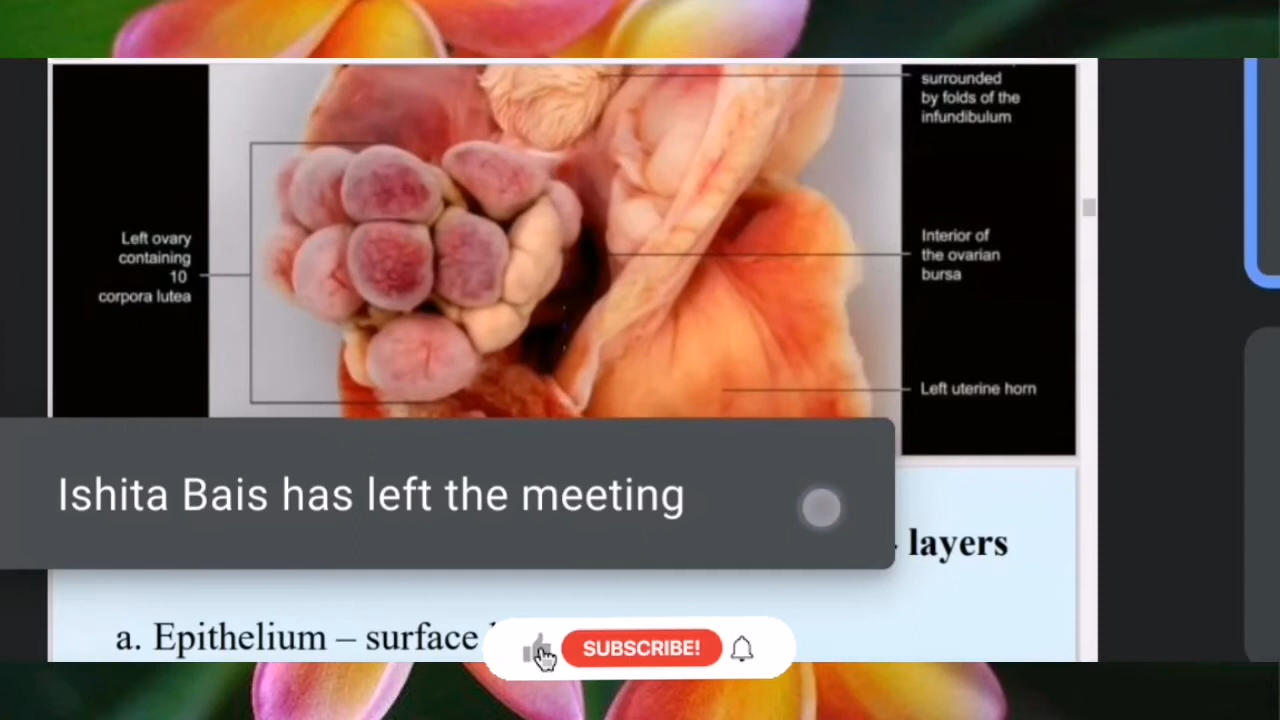 surrounded
by folds of the
infundibulum
Left ovary
containing
10
corpora lutea
Interior of
the ovarian
bursa
Left uterine horn
Ishita Bais has left the meeting
layers
a. Epithelium – surface
SUBSCRIBE!